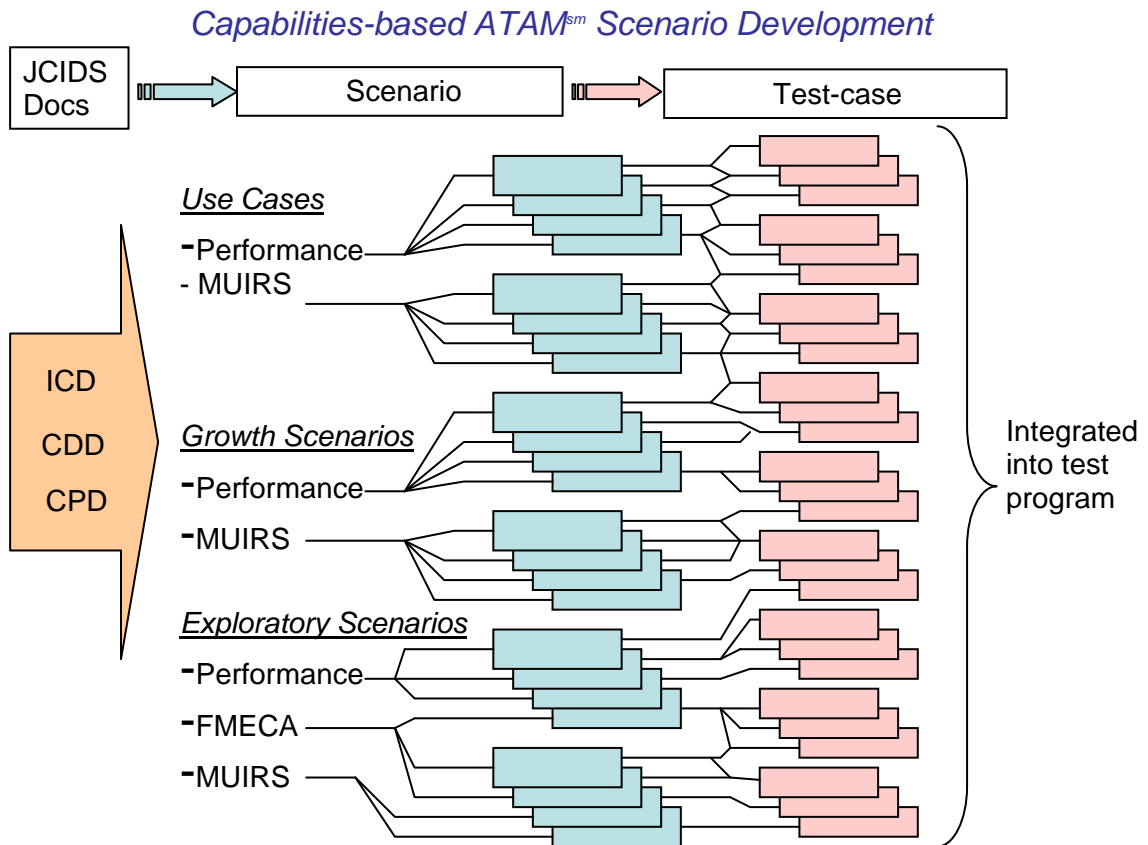 Capabilities-based ATAMsm Scenario Development
JCIDS
Docs
Scenario
Test-case
Use Cases
-Performance
- MUIRS
ICD
CDD
CPD
Growth Scenarios
-Performance
-MUIRS
Integrated
into test
program
Exploratory Scenarios
-Performance
-FMECA
-MUIRS